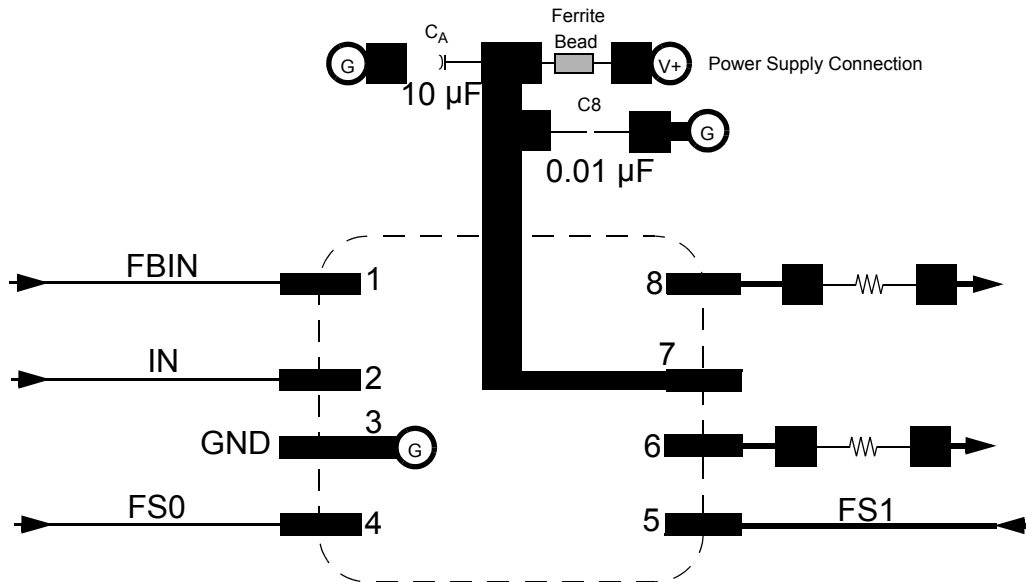 Ferrite
Bead
C_A
G
V+
Power Supply Connection
10 µF
C8
G
0.01 µF
FBIN
1
8
IN
2
7
GND
3
G
6
FS0
4
5
FS1